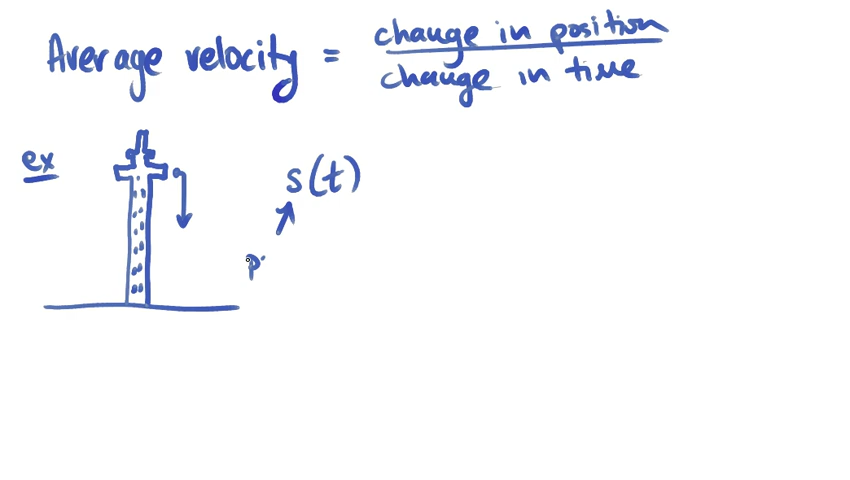 Average velocity = change in position
change in time
ex
s(t)
p